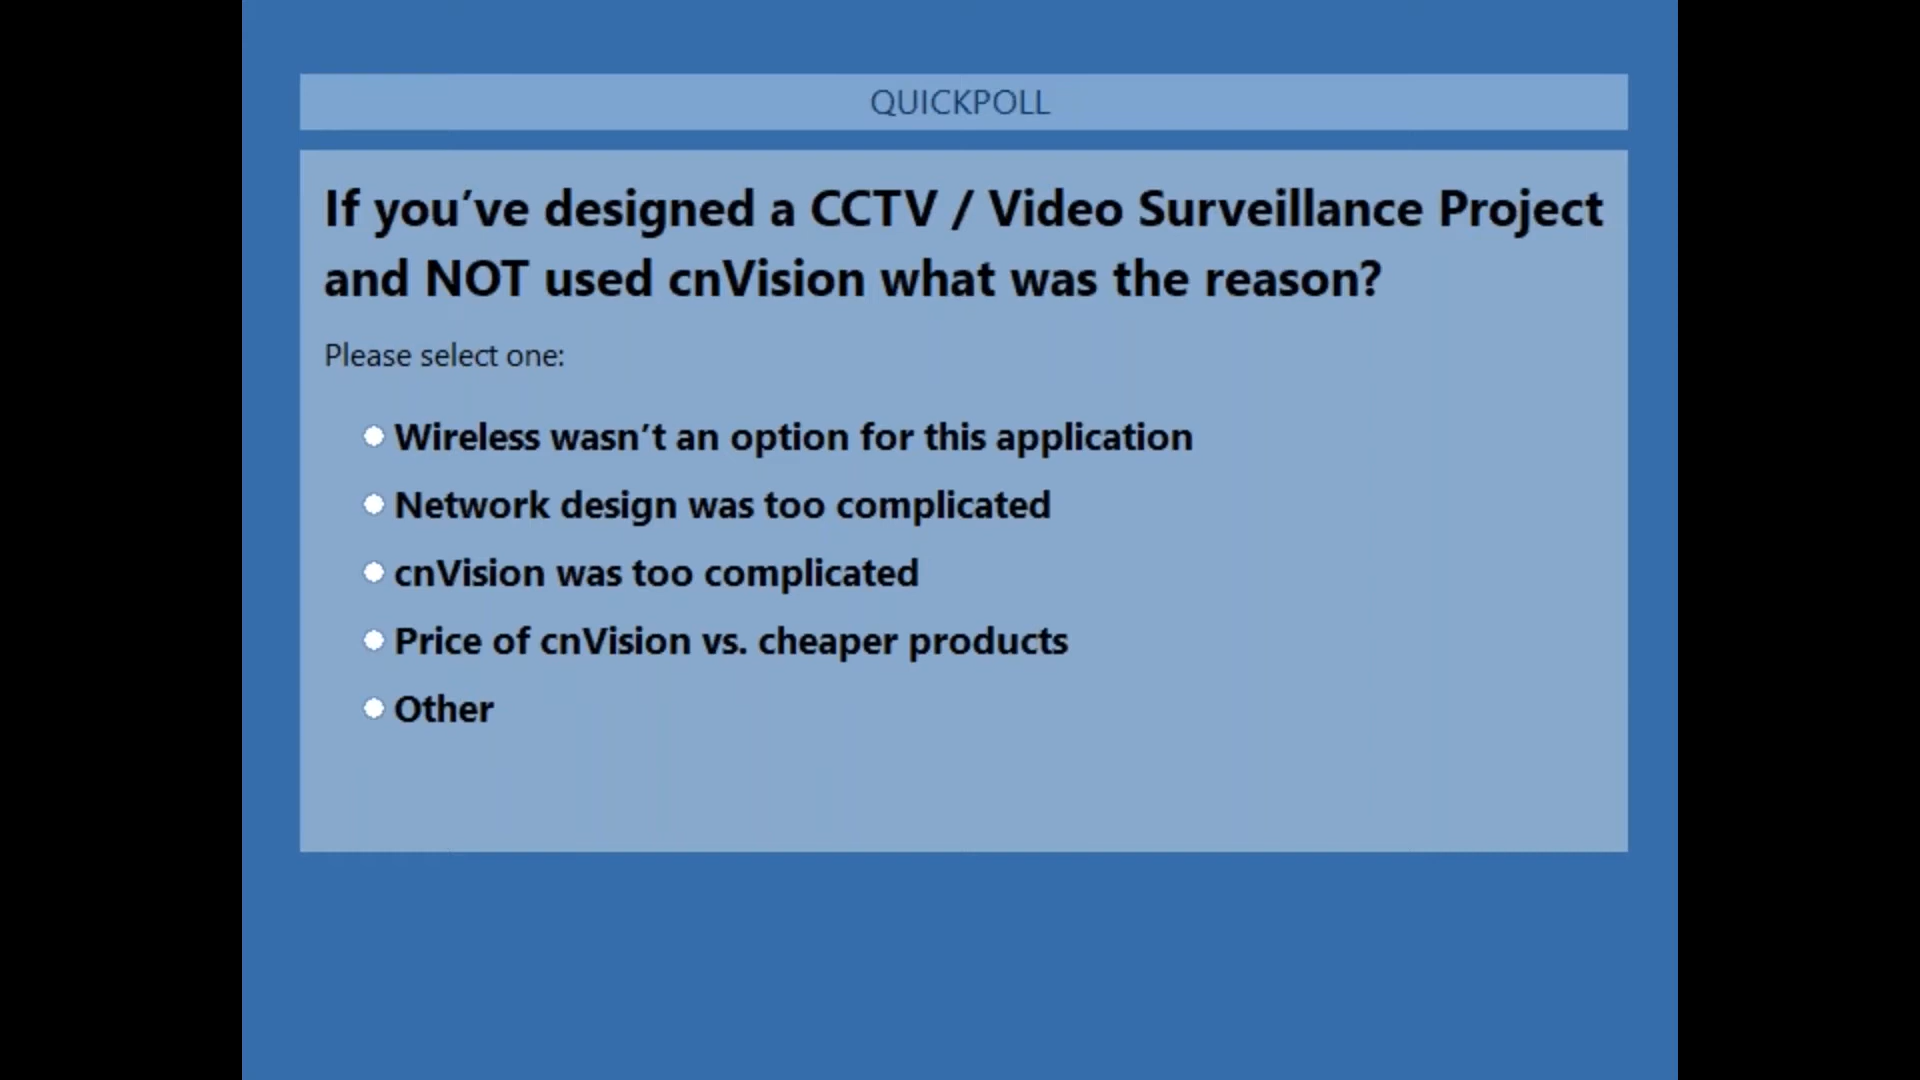 QUICKPOLL
If you’ve designed a CCTV / Video Surveillance Project
and NOT used cnVision what was the reason?
Please select one:
Wireless wasn’t an option for this application
Network design was too complicated
cnVision was too complicated
Price of cnVision vs. cheaper products
Other